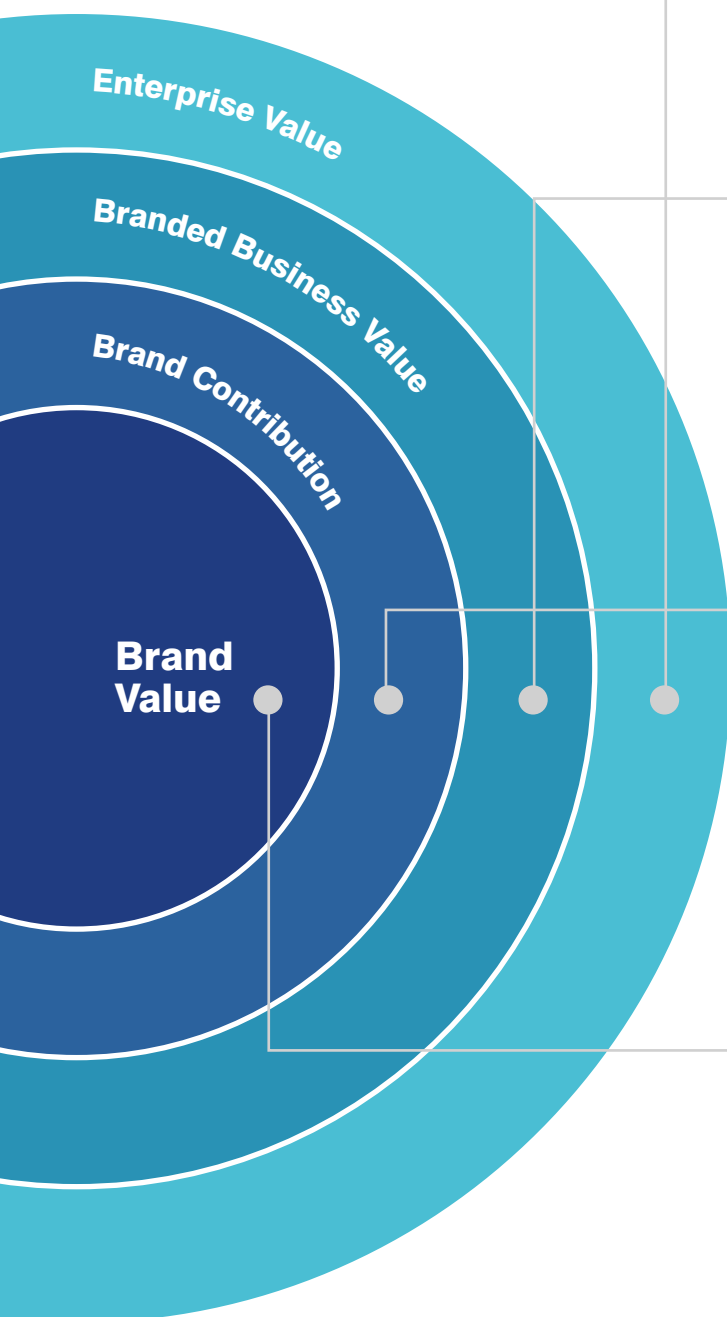 Enterprise Value
Branded Business Value
Brand Contribution
Brand
Value